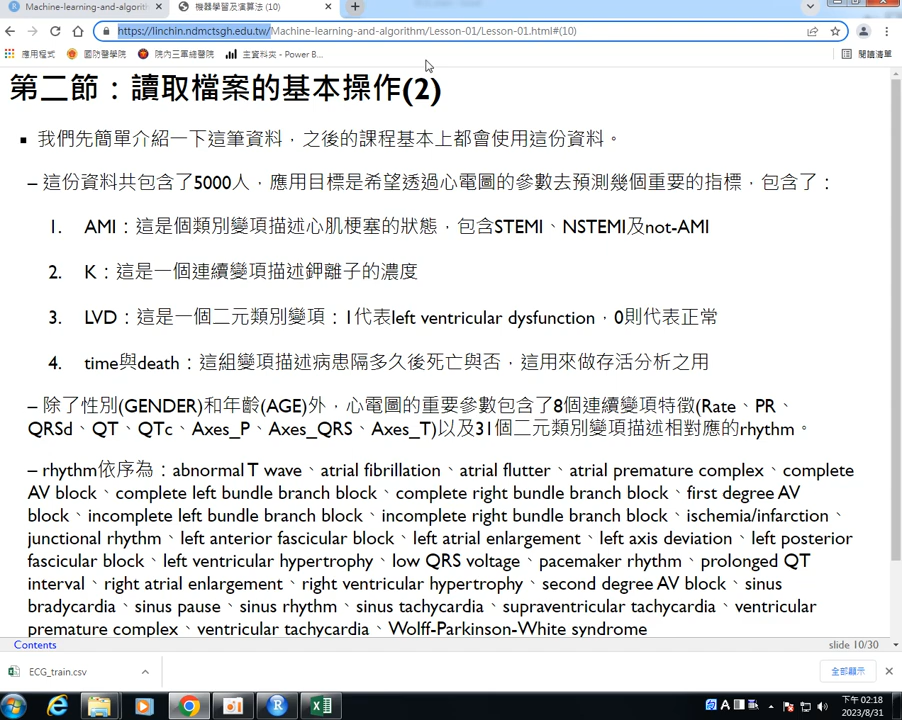 Machine-learning-and-algorithm
機器學習及演算法 (10)
https://linchin.ndmctsgh.edu.tw/Machine-learning-and-algorithm/Lesson-01/Lesson-01.html#(10)
應用程式
國防醫學院
院內三軍總醫院
主資料夾 - Power B...
閱讀清單
第二節：讀取檔案的基本操作(2)
▪ 我們先簡單介紹一下這筆資料，之後的課程基本上都會使用這份資料。
– 這份資料共包含了5000人，應用目標是希望透過心電圖的參數去預測幾個重要的指標，包含了：
1. AMI：這是個類別變項描述心肌梗塞的狀態，包含STEMI、NSTEMI及not-AMI
2. K：這是一個連續變項描述鉀離子的濃度
3. LVD：這是一個二元類別變項：1代表left ventricular dysfunction，0則代表正常
4. time與death：這組變項描述病患隔多久後死亡與否，這用來做存活分析之用
– 除了性別(GENDER)和年齡(AGE)外，心電圖的重要參數包含了8個連續變項特徵(Rate、PR、
QRSd、QT、QTc、Axes_P、Axes_QRS、Axes_T)以及31個二元類別變項描述相對應的rhythm。
– rhythm依序為：abnormal T wave、atrial fibrillation、atrial flutter、atrial premature complex、complete
AV block、complete left bundle branch block、complete right bundle branch block、first degree AV
block、incomplete left bundle branch block、incomplete right bundle branch block、ischemia/infarction、
junctional rhythm、left anterior fascicular block、left atrial enlargement、left axis deviation、left posterior
fascicular block、left ventricular hypertrophy、low QRS voltage、pacemaker rhythm、prolonged QT
interval、right atrial enlargement、right ventricular hypertrophy、second degree AV block、sinus
bradycardia、sinus pause、sinus rhythm、sinus tachycardia、supraventricular tachycardia、ventricular
premature complex、ventricular tachycardia、Wolff-Parkinson-White syndrome
Contents
slide 10/30
ECG_train.csv
全部顯示
下午 02:18
2023/8/31